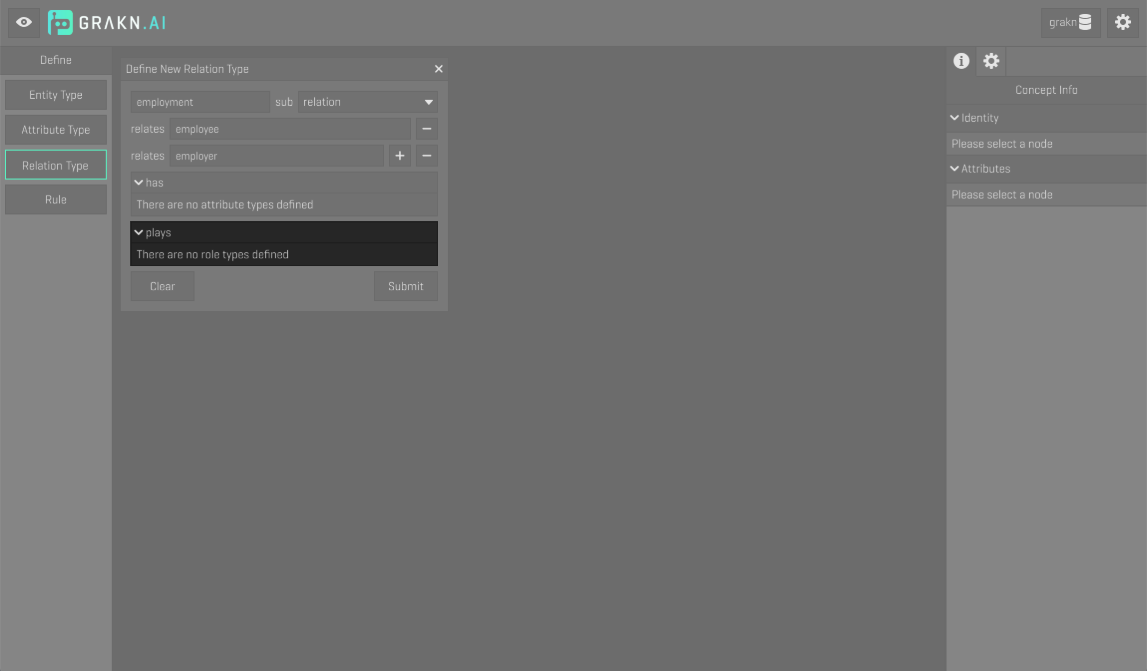 GRAKN.AI
grakn
Define
Entity Type
Attribute Type
Relation Type
Rule
Define New Relation Type
employment sub relation
relates employee
relates employer
has
There are no attribute types defined
plays
There are no role types defined
Clear Submit
Concept Info
Identity
Please select a node
Attributes
Please select a node